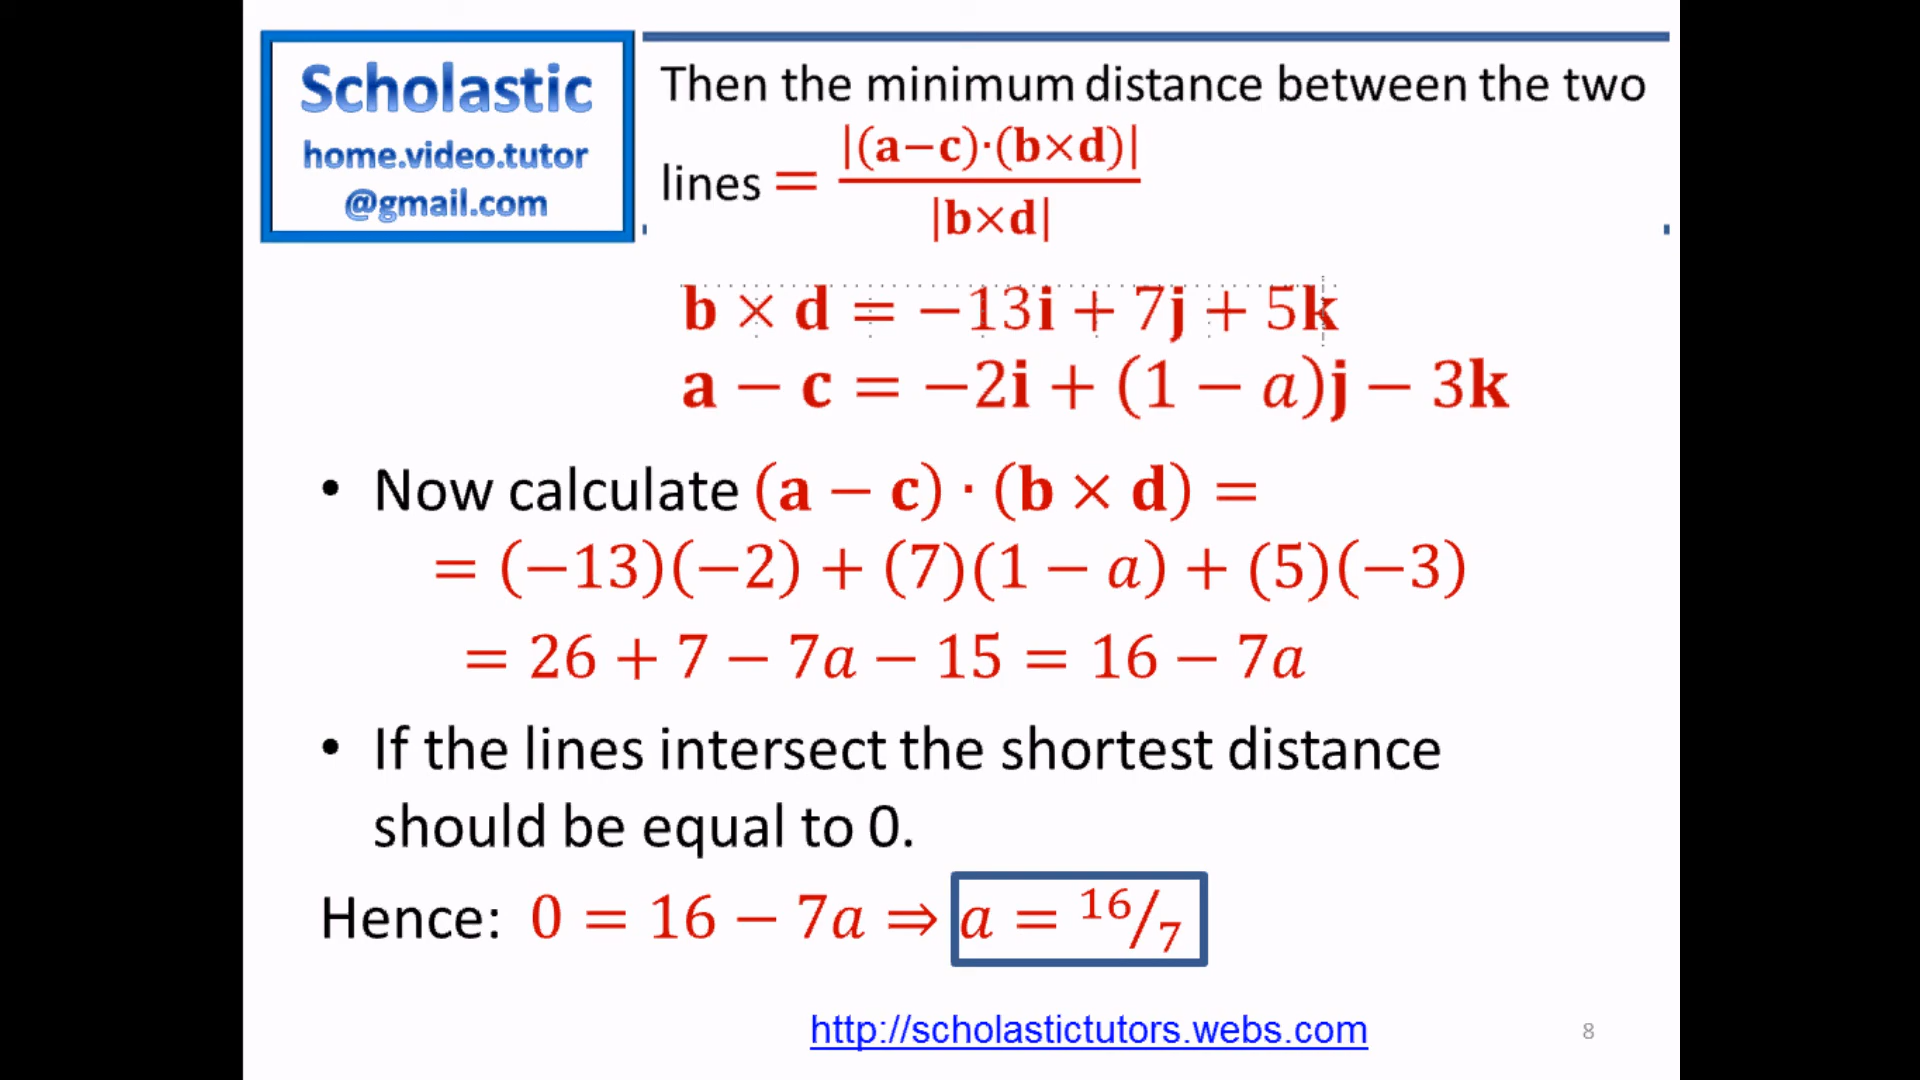 Scholastic
home.video.tutor
@gmail.com
Then the minimum distance between the two
lines = |(a−c)·(b×d)| / |b×d|
b × d = −13i + 7j + 5k
a − c = −2i + (1 − a)j − 3k
• Now calculate (a − c) · (b × d) =
= (−13)(−2) + (7)(1 − a) + (5)(−3)
= 26 + 7 − 7a − 15 = 16 − 7a
• If the lines intersect the shortest distance
should be equal to 0.
Hence: 0 = 16 − 7a ⇒ a = 16/7
http://scholastictutors.webs.com
8